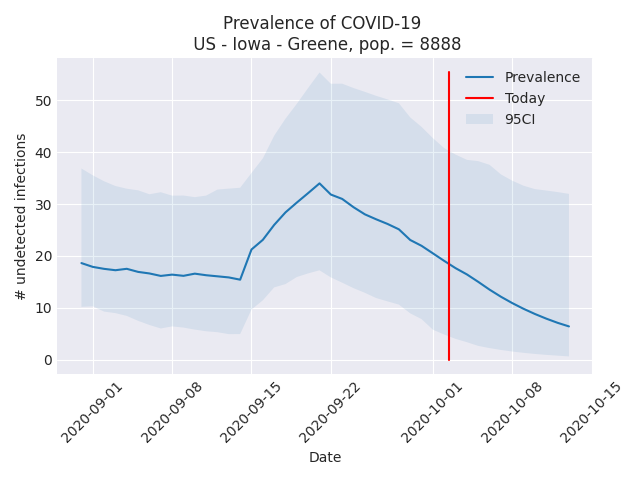 Prevalence of COVID-19
US - Iowa - Greene, pop. = 8888
Prevalence
Today
95CI
# undetected infections
50
40
30
20
10
0
2020-09-01
2020-09-08
2020-09-15
2020-09-22
2020-10-01
2020-10-08
2020-10-15
Date